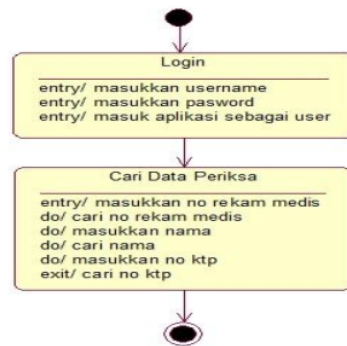 Login
entry/ masukkan username
entry/ masukkan pasword
entry/ masuk aplikasi sebagai user
Cari Data Periksa
entry/ masukkan no rekam medis
do/ cari no rekam medis
do/ masukkan nama
do/ cari nama
do/ masukkan no ktp
exit/ cari no ktp